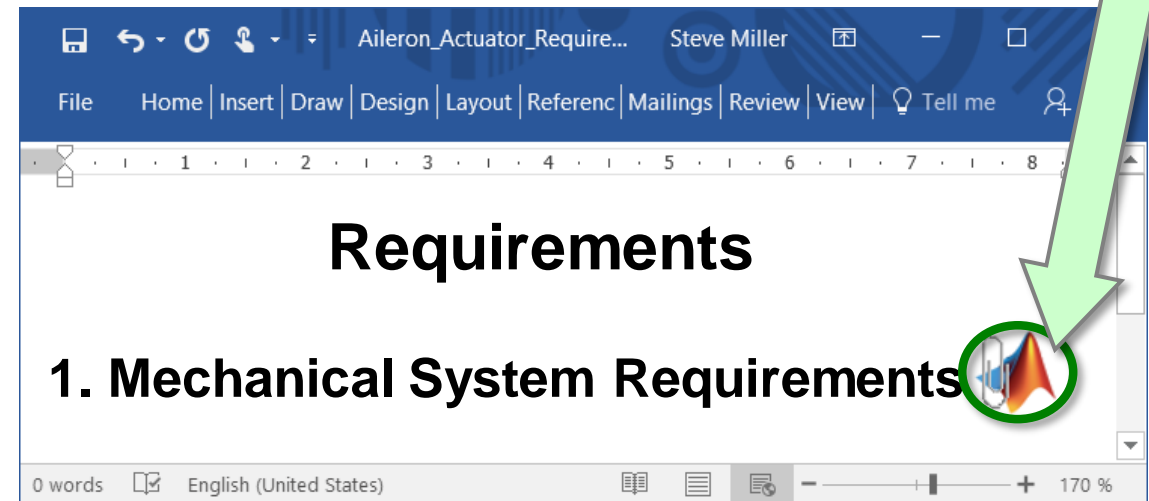 Aileron_Actuator_Require... Steve Miller
File Home Insert Draw Design Layout Referenc Mailings Review View Tell me
1 2 3 4 5 6 7 8
Requirements
1. Mechanical System Requirements
0 words English (United States) 170 %